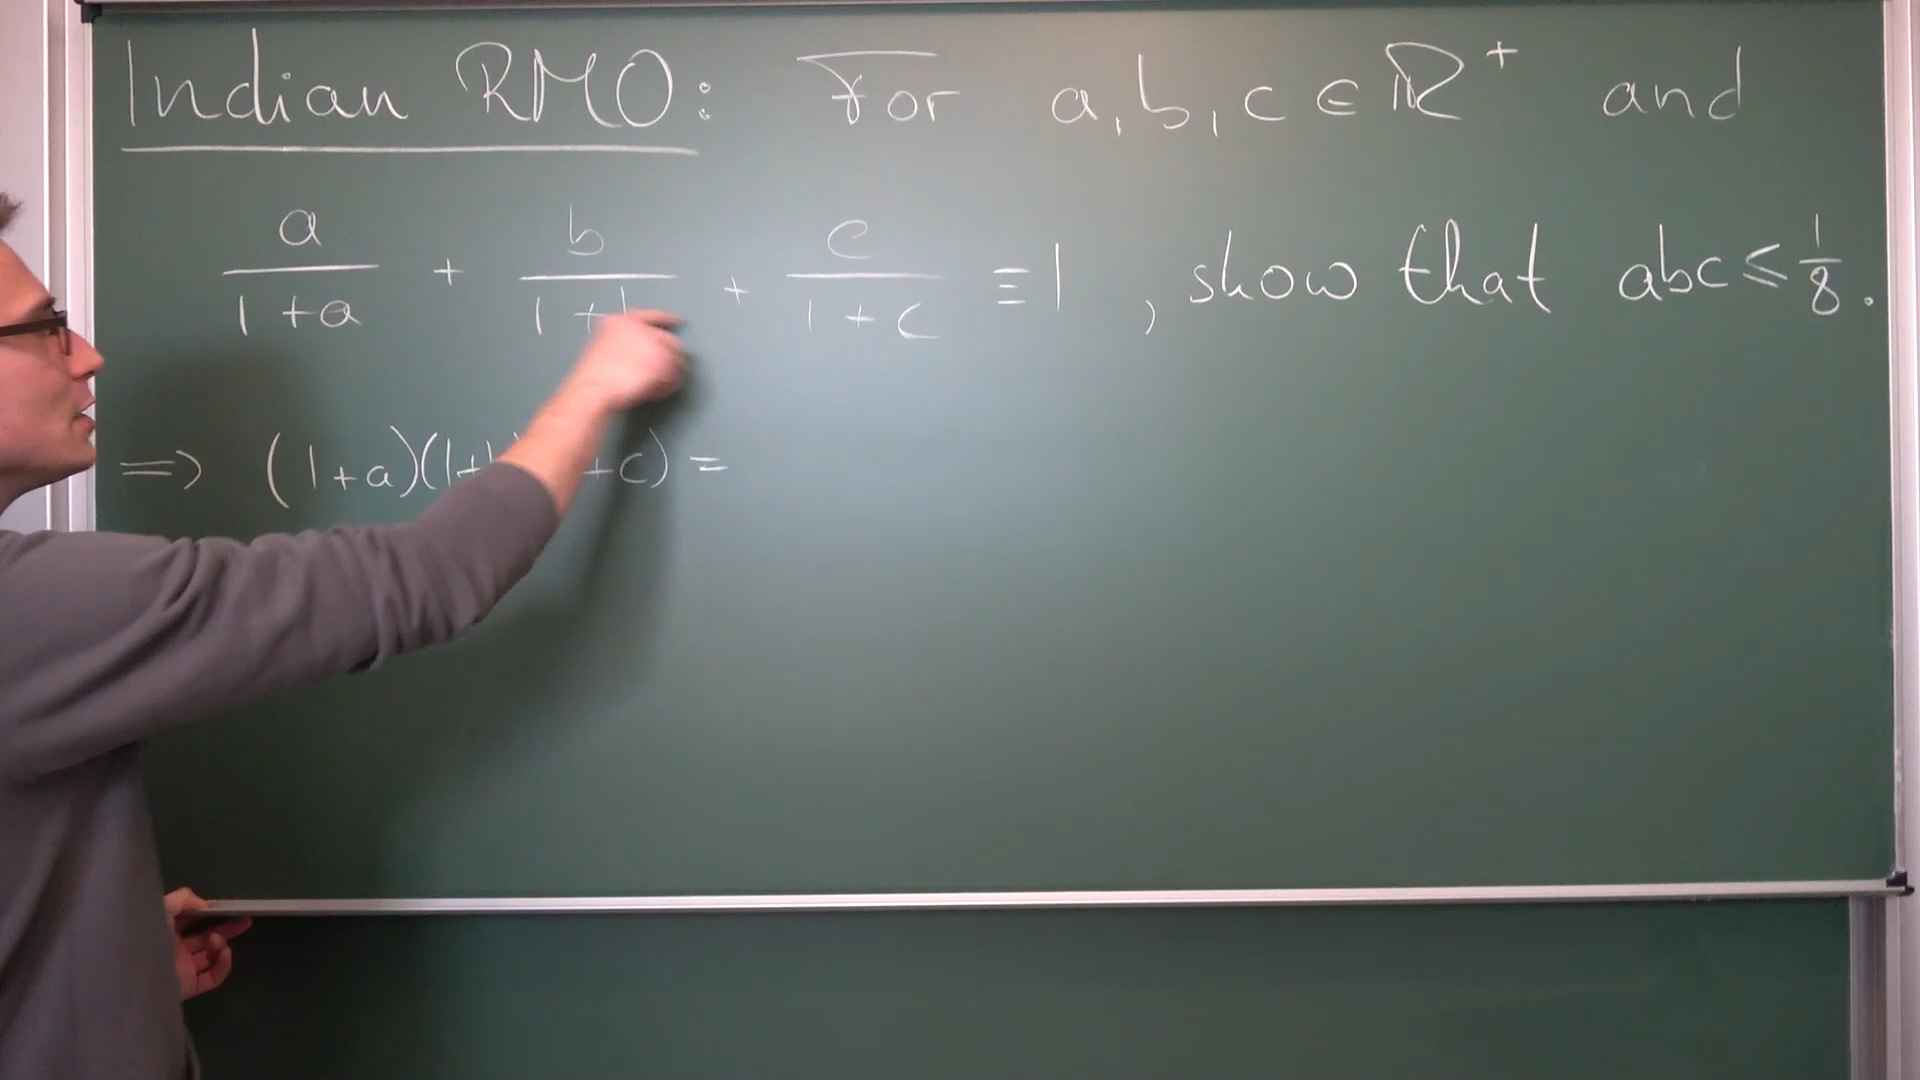 Indian RMO: For a, b, c ∈ ℝ⁺ and
a/(1+a) + b/(1+b) + c/(1+c) ≡ 1, show that abc ≤ 1/8.
=> (1+a)(1+ +c) =